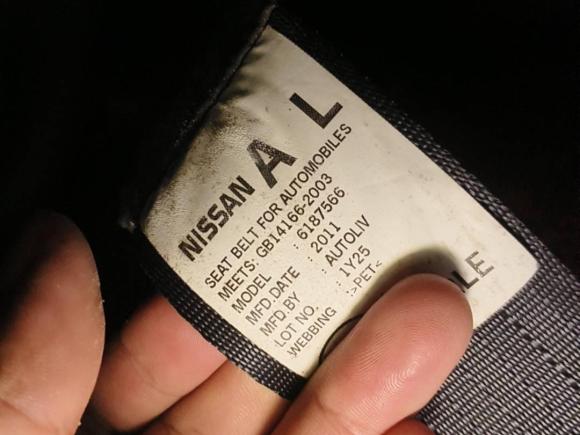 NISSAN A L
SEAT BELT FOR AUTOMOBILES
MEETS: GB14166-2003
MODEL : 6187566
MFD.DATE : 2011
MFD.BY : AUTOLIV
LOT NO. : 1Y25
WEBBING :>PET<
LE